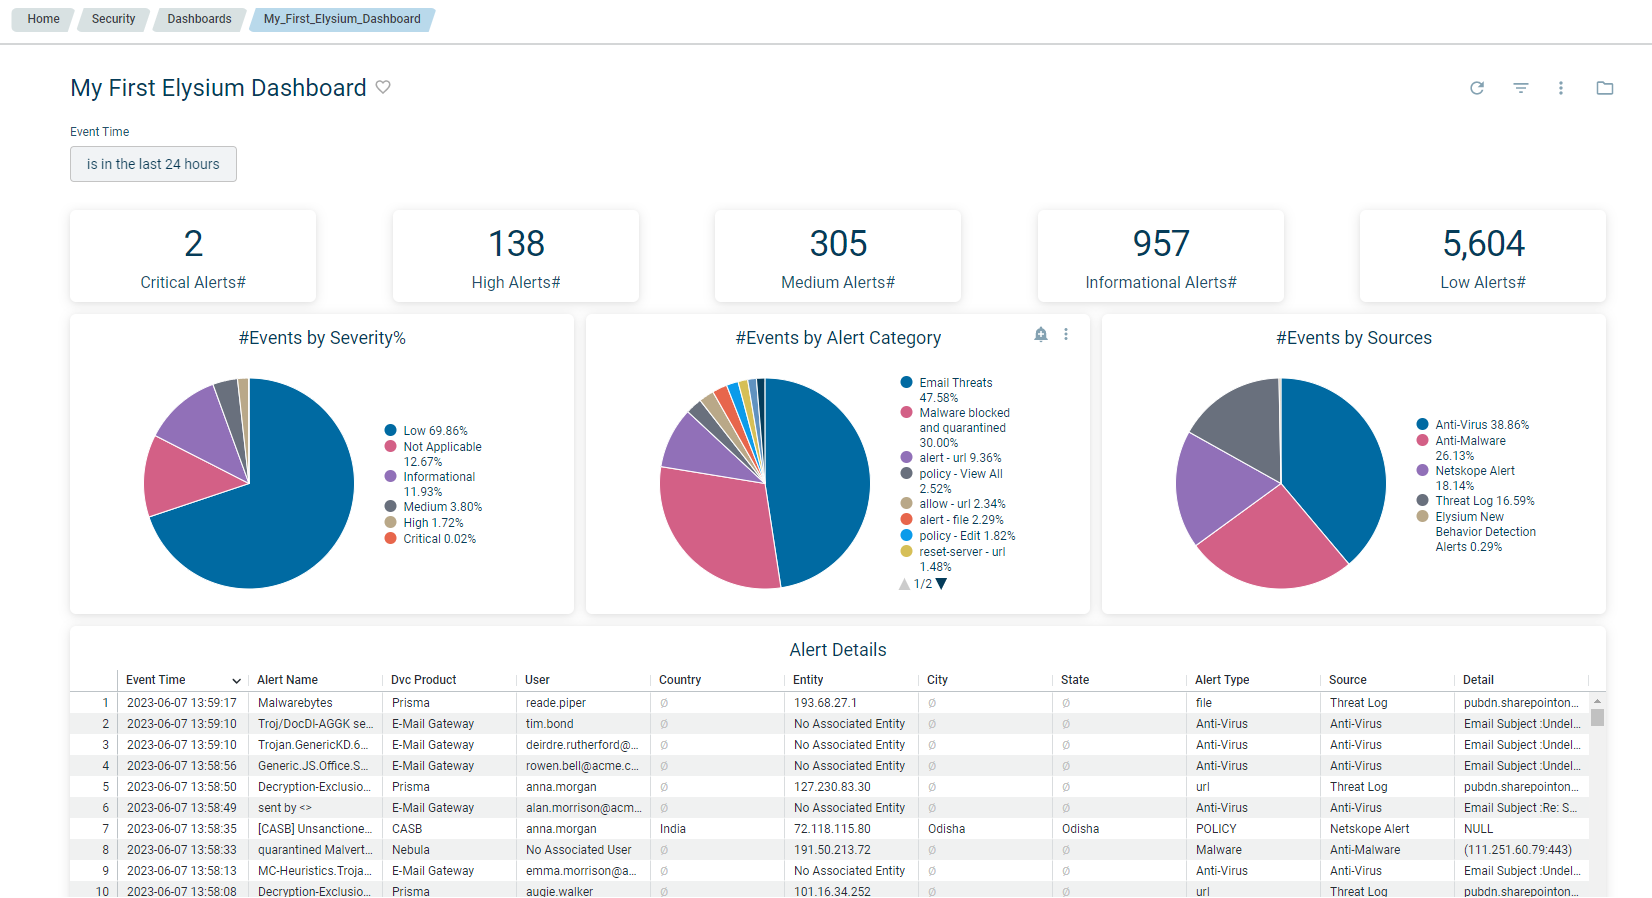 Home Security Dashboards My_First_Elysium_Dashboard
My First Elysium Dashboard
Event Time
is in the last 24 hours
2
Critical Alerts#
138
High Alerts#
305
Medium Alerts#
957
Informational Alerts#
5,604
Low Alerts#
#Events by Severity%
Low 69.86%
Not Applicable
12.67%
Informational
11.93%
Medium 3.80%
High 1.72%
Critical 0.02%
#Events by Alert Category
Email Threats
47.58%
Malware blocked
and quarantined
30.00%
alert - url 9.36%
policy - View All
2.52%
allow - url 2.34%
alert - file 2.29%
policy - Edit 1.82%
reset-server - url
1.48%
1/2
#Events by Sources
Anti-Virus 38.86%
Anti-Malware
26.13%
Netskope Alert
18.14%
Threat Log 16.59%
Elysium New
Behavior Detection
Alerts 0.29%
Alert Details
Event Time Alert Name Dvc Product User Country Entity City State Alert Type Source Detail
1 2023-06-07 13:59:17 Malwarebytes Prisma reade.piper ∅ 193.68.27.1 ∅ ∅ file Threat Log pubdn.sharepointon...
2 2023-06-07 13:59:10 Troj/DocDl-AGGK se... E-Mail Gateway tim.bond ∅ No Associated Entity ∅ ∅ Anti-Virus Anti-Virus Email Subject :Undel...
3 2023-06-07 13:59:10 Trojan.GenericKD.6... E-Mail Gateway deirdre.rutherford@... ∅ No Associated Entity ∅ ∅ Anti-Virus Anti-Virus Email Subject :Undel...
4 2023-06-07 13:58:56 Generic.JS.Office.S... E-Mail Gateway rowen.bell@acme.c... ∅ No Associated Entity ∅ ∅ Anti-Virus Anti-Virus Email Subject :Undel...
5 2023-06-07 13:58:50 Decryption-Exclusio... Prisma anna.morgan ∅ 127.230.83.30 ∅ ∅ url Threat Log pubdn.sharepointon...
6 2023-06-07 13:58:49 sent by <> E-Mail Gateway alan.morrison@acm... ∅ No Associated Entity ∅ ∅ Anti-Virus Anti-Virus Email Subject :Re: S...
7 2023-06-07 13:58:35 [CASB] Unsanctione... CASB anna.morgan India 72.118.115.80 Odisha Odisha POLICY Netskope Alert NULL
8 2023-06-07 13:58:33 quarantined Malvert... Nebula No Associated User ∅ 191.50.213.72 ∅ ∅ Malware Anti-Malware (111.251.60.79:443)
9 2023-06-07 13:58:13 MC-Heuristics.Troja... E-Mail Gateway emma.morrison@a... ∅ No Associated Entity ∅ ∅ Anti-Virus Anti-Virus Email Subject :Undel...
10 2023-06-07 13:58:08 Decryption-Exclusio... Prisma augie.walker ∅ 101.16.34.252 ∅ ∅ url Threat Log pubdn.sharepointon...